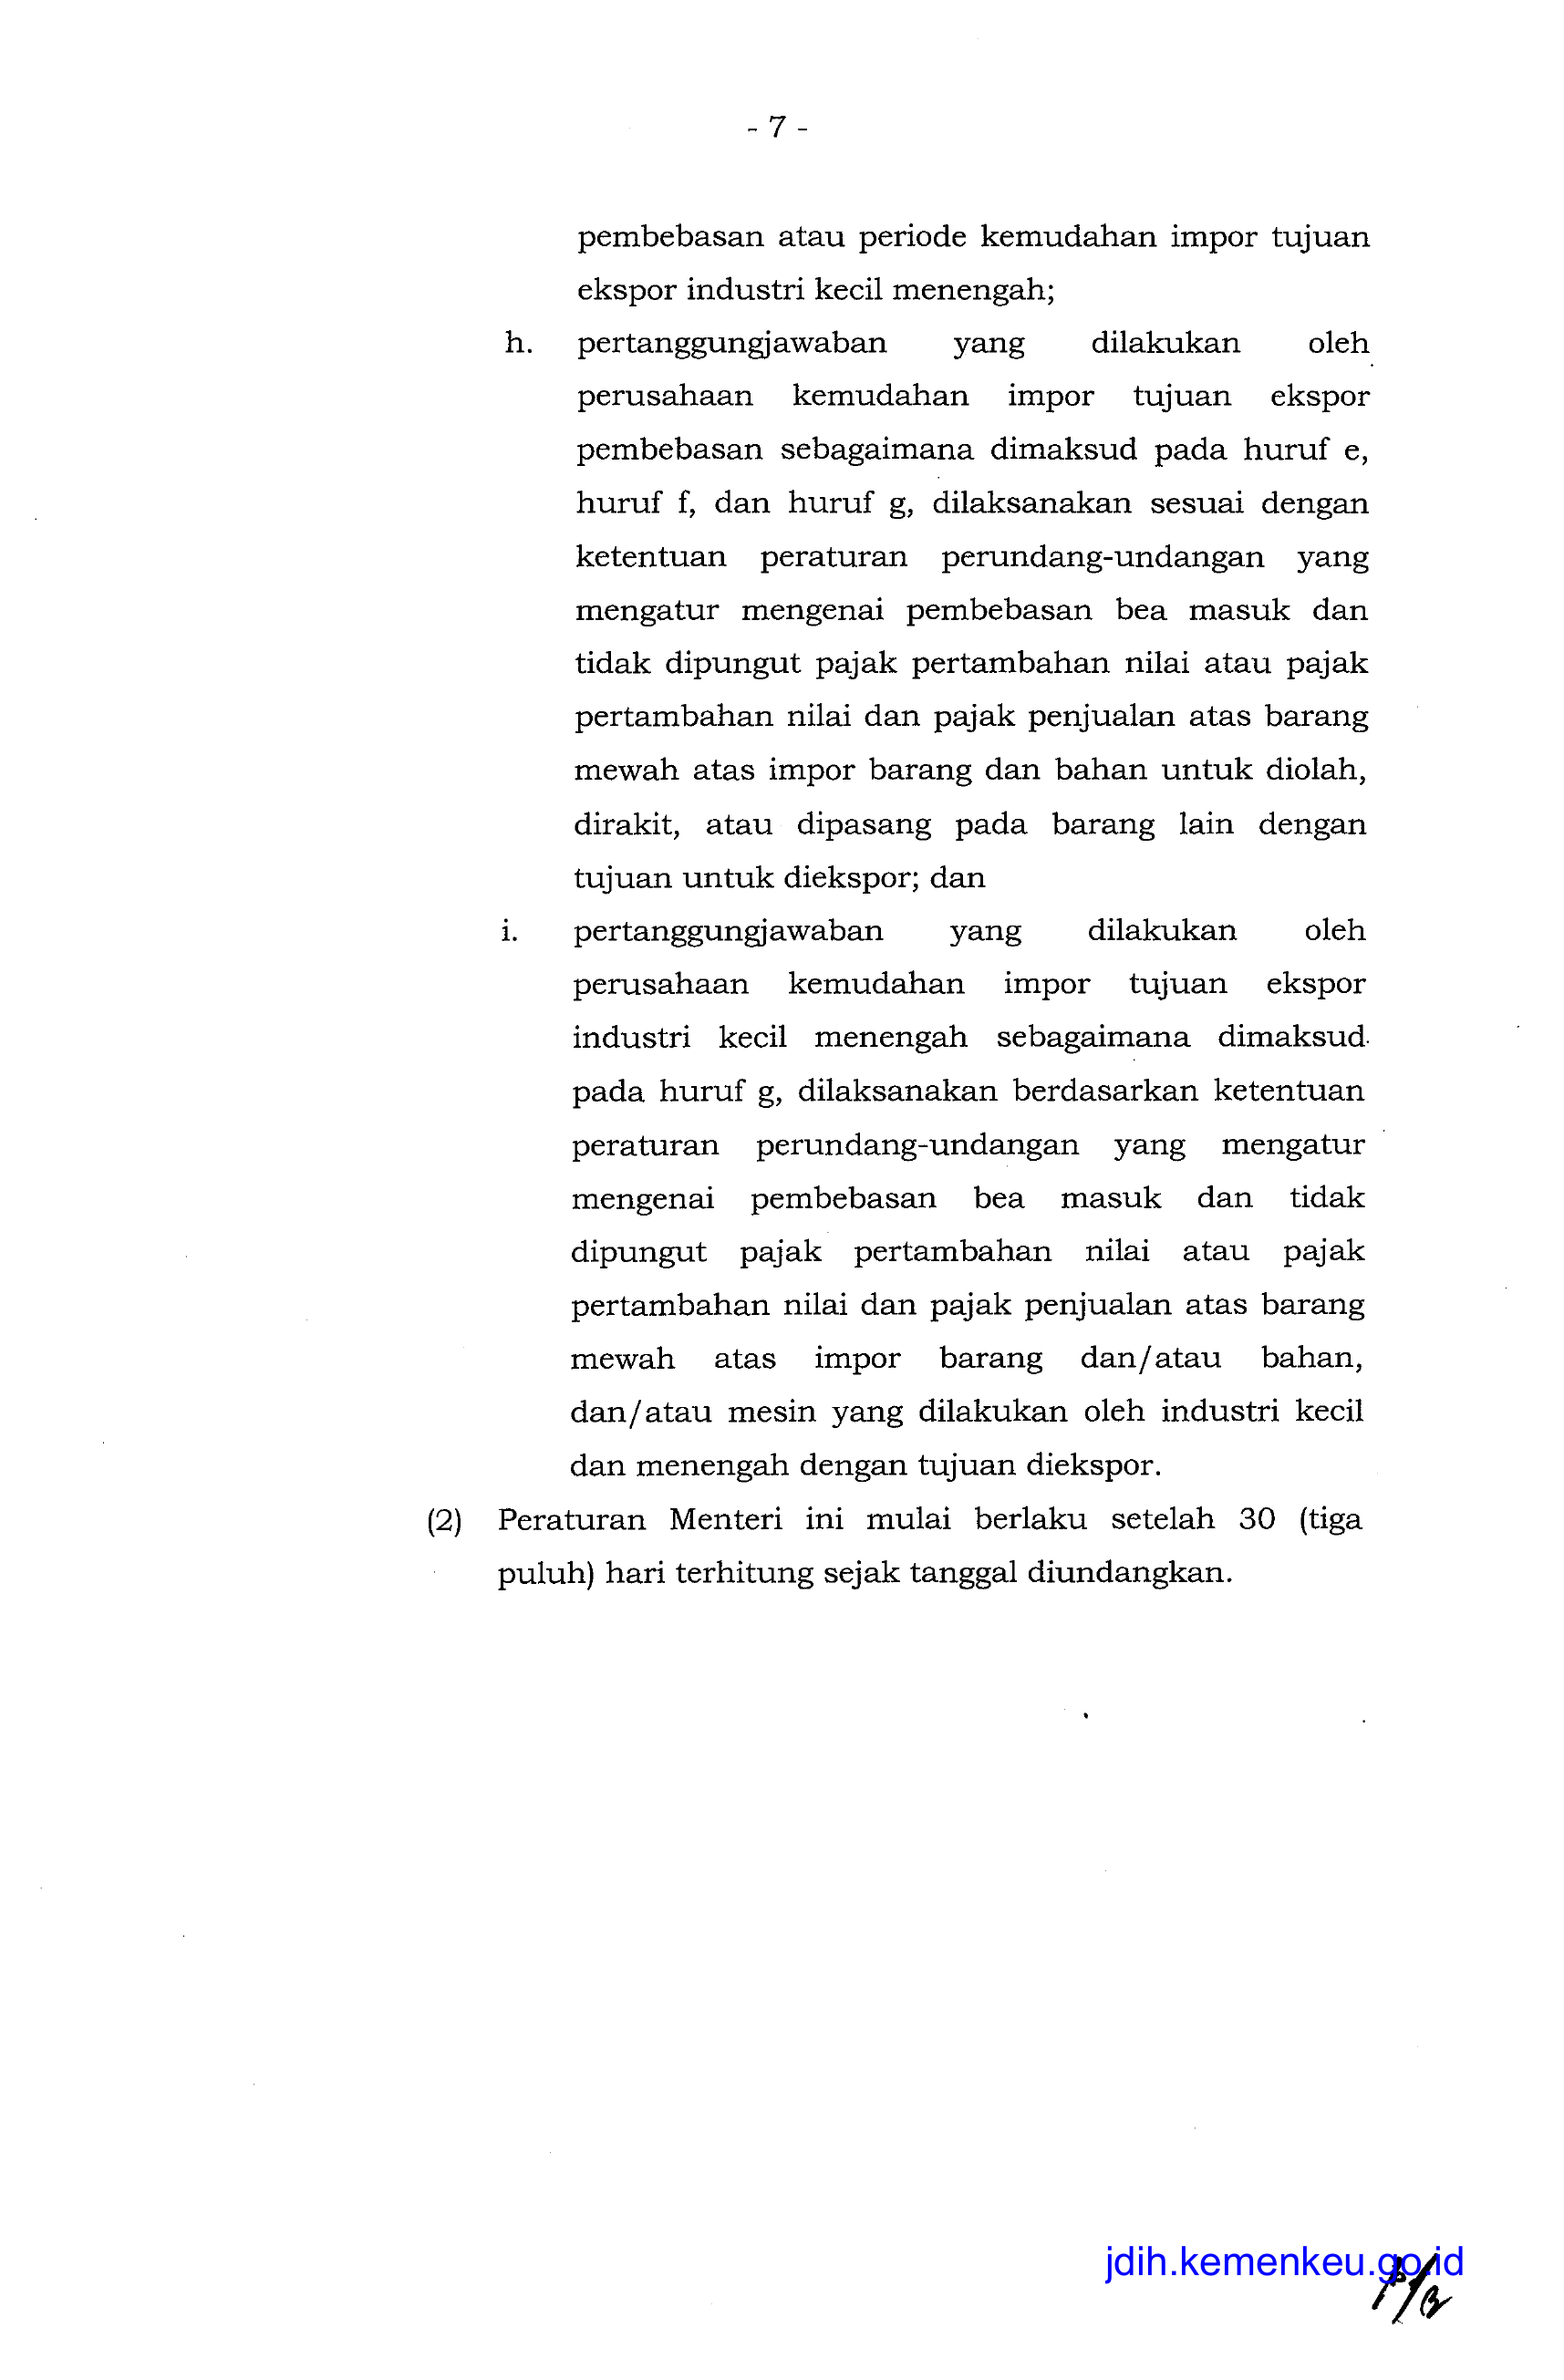 - 7 -
pembebasan atau periode kemudahan impor tujuan
ekspor industri kecil menengah;
h. pertanggungjawaban yang dilakukan oleh
perusahaan kemudahan impor tujuan ekspor
pembebasan sebagaimana dimaksud pada huruf e,
huruf f, dan huruf g, dilaksanakan sesuai dengan
ketentuan peraturan perundang-undangan yang
mengatur mengenai pembebasan bea masuk dan
tidak dipungut pajak pertambahan nilai atau pajak
pertambahan nilai dan pajak penjualan atas barang
mewah atas impor barang dan bahan untuk diolah,
dirakit, atau dipasang pada barang lain dengan
tujuan untuk diekspor; dan
i. pertanggungjawaban yang dilakukan oleh
perusahaan kemudahan impor tujuan ekspor
industri kecil menengah sebagaimana dimaksud
pada huruf g, dilaksanakan berdasarkan ketentuan
peraturan perundang-undangan yang mengatur
mengenai pembebasan bea masuk dan tidak
dipungut pajak pertambahan nilai atau pajak
pertambahan nilai dan pajak penjualan atas barang
mewah atas impor barang dan/atau bahan,
dan/atau mesin yang dilakukan oleh industri kecil
dan menengah dengan tujuan diekspor.
(2) Peraturan Menteri ini mulai berlaku setelah 30 (tiga
puluh) hari terhitung sejak tanggal diundangkan.
jdih.kemenkeu.go.id